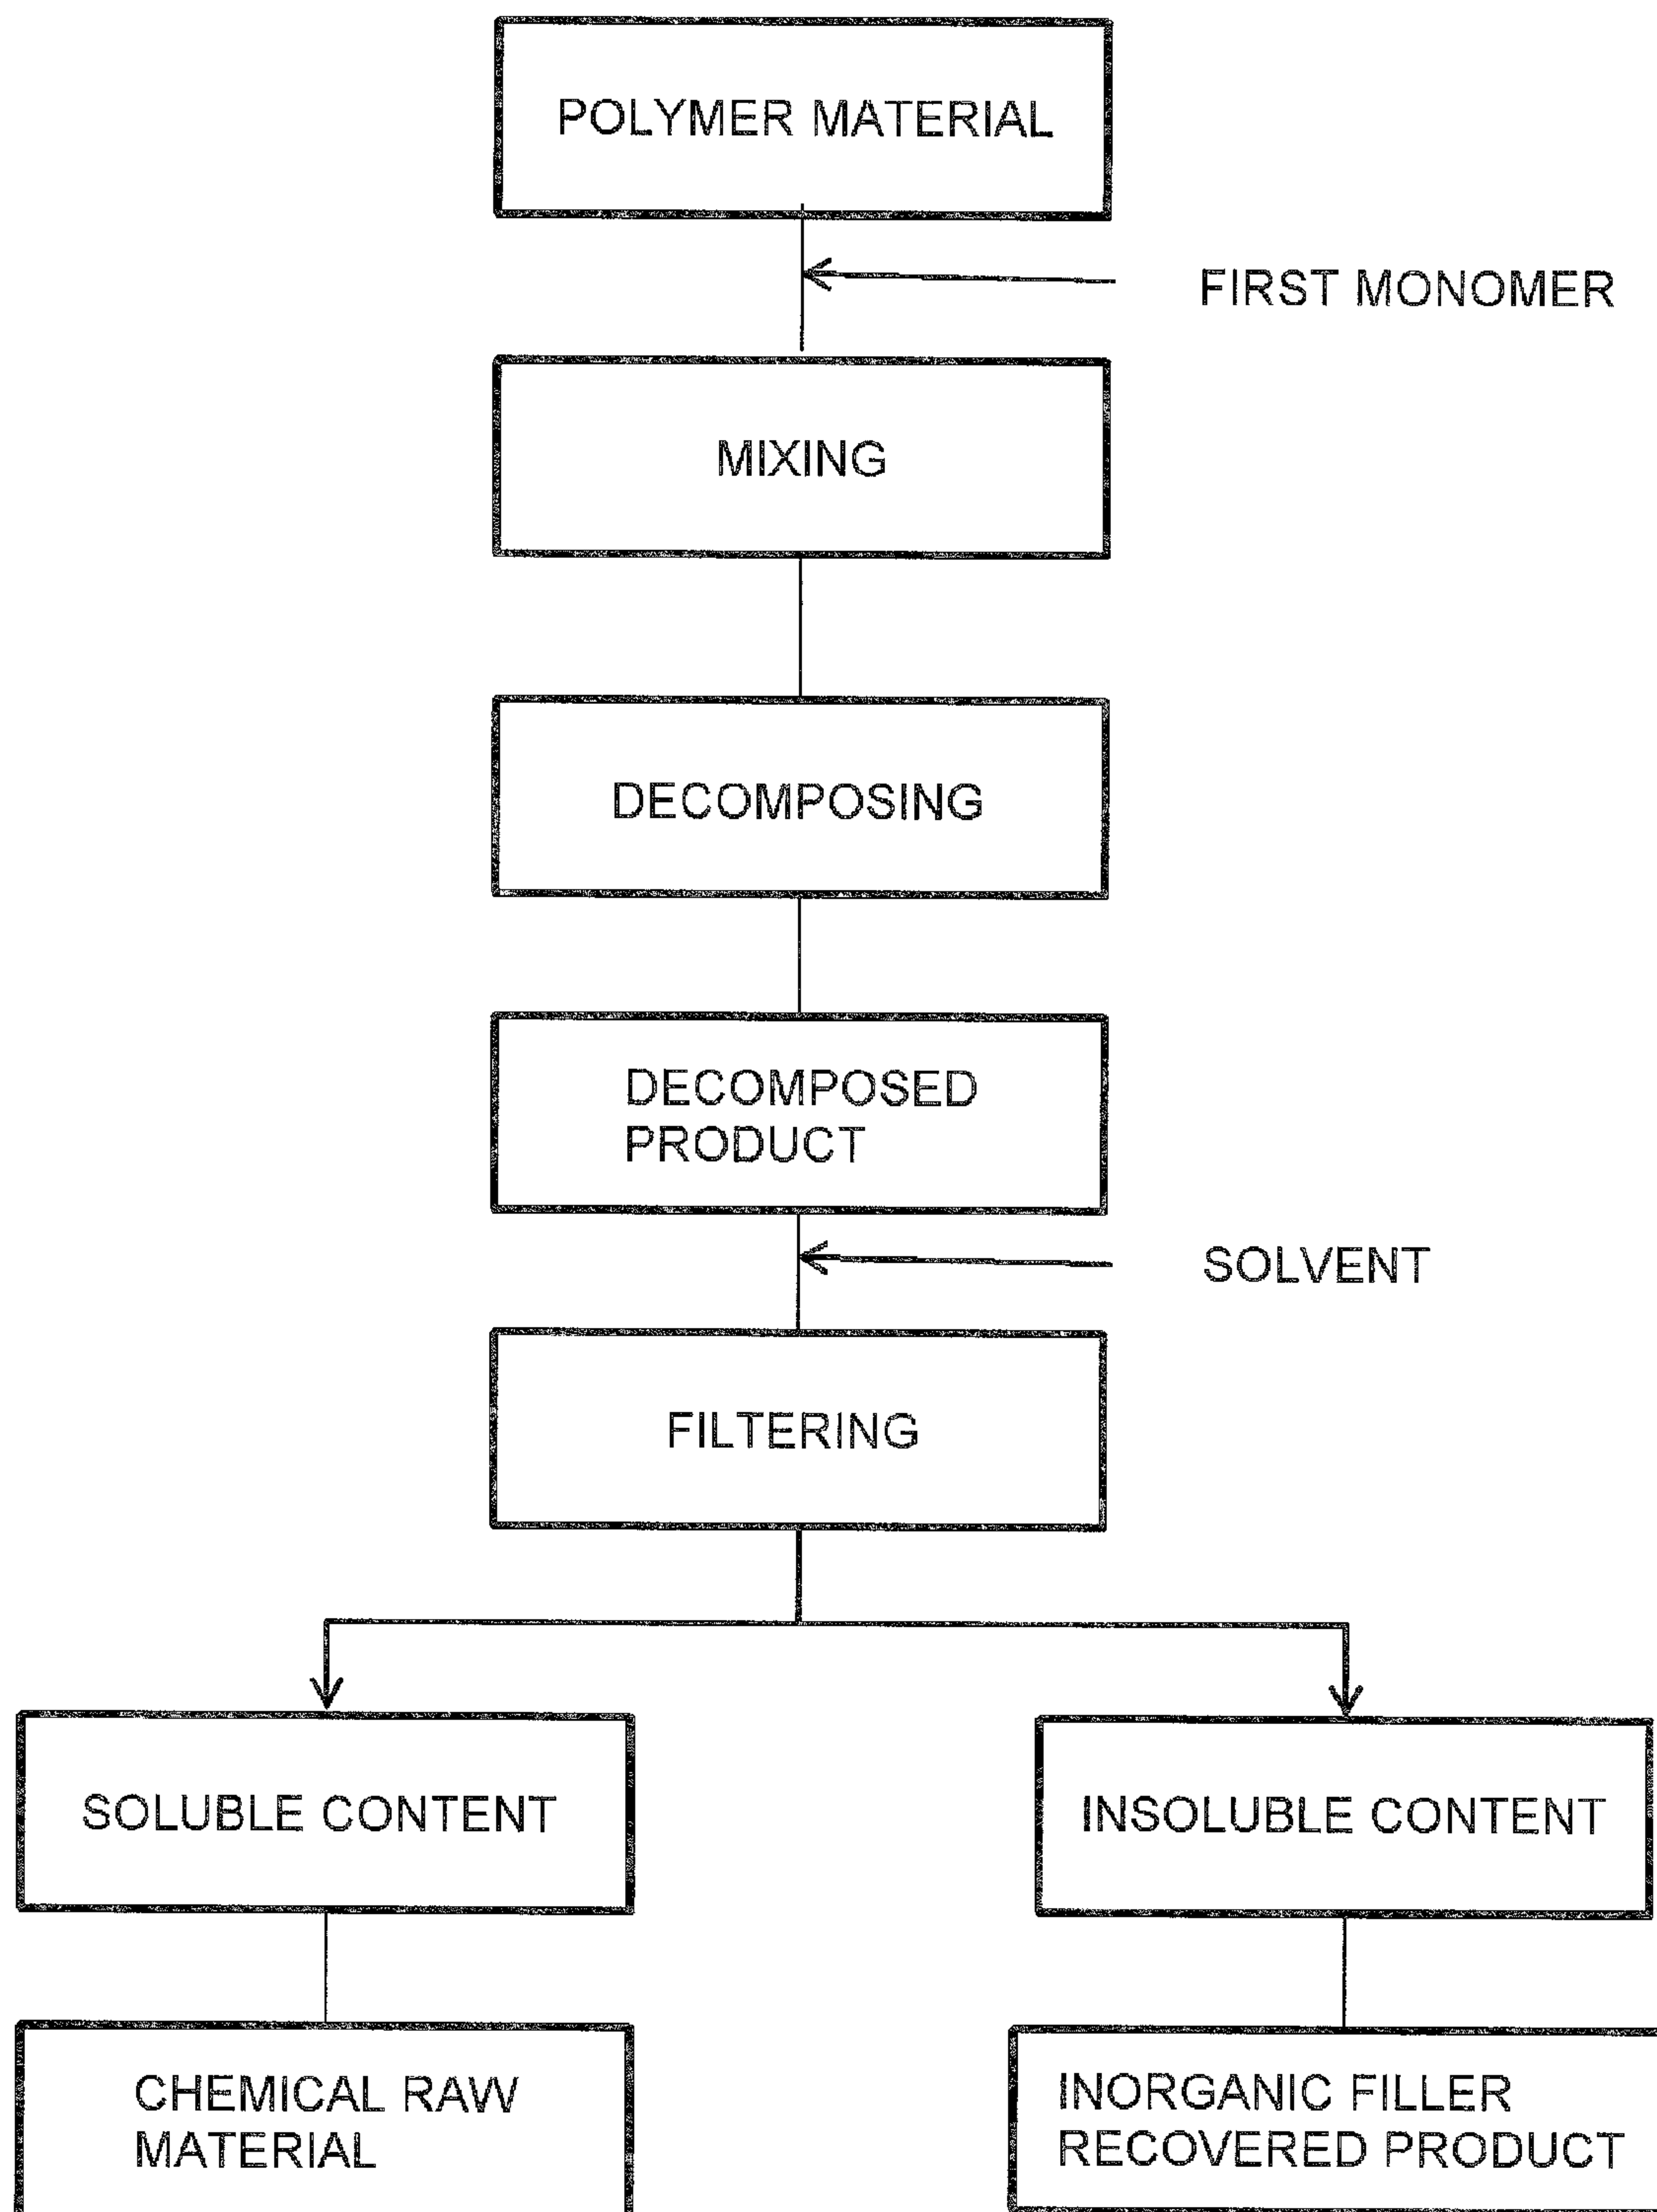 POLYMER MATERIAL
FIRST MONOMER
MIXING
DECOMPOSING
DECOMPOSED
PRODUCT
SOLVENT
FILTERING
SOLUBLE CONTENT
INSOLUBLE CONTENT
CHEMICAL RAW
MATERIAL
INORGANIC FILLER
RECOVERED PRODUCT